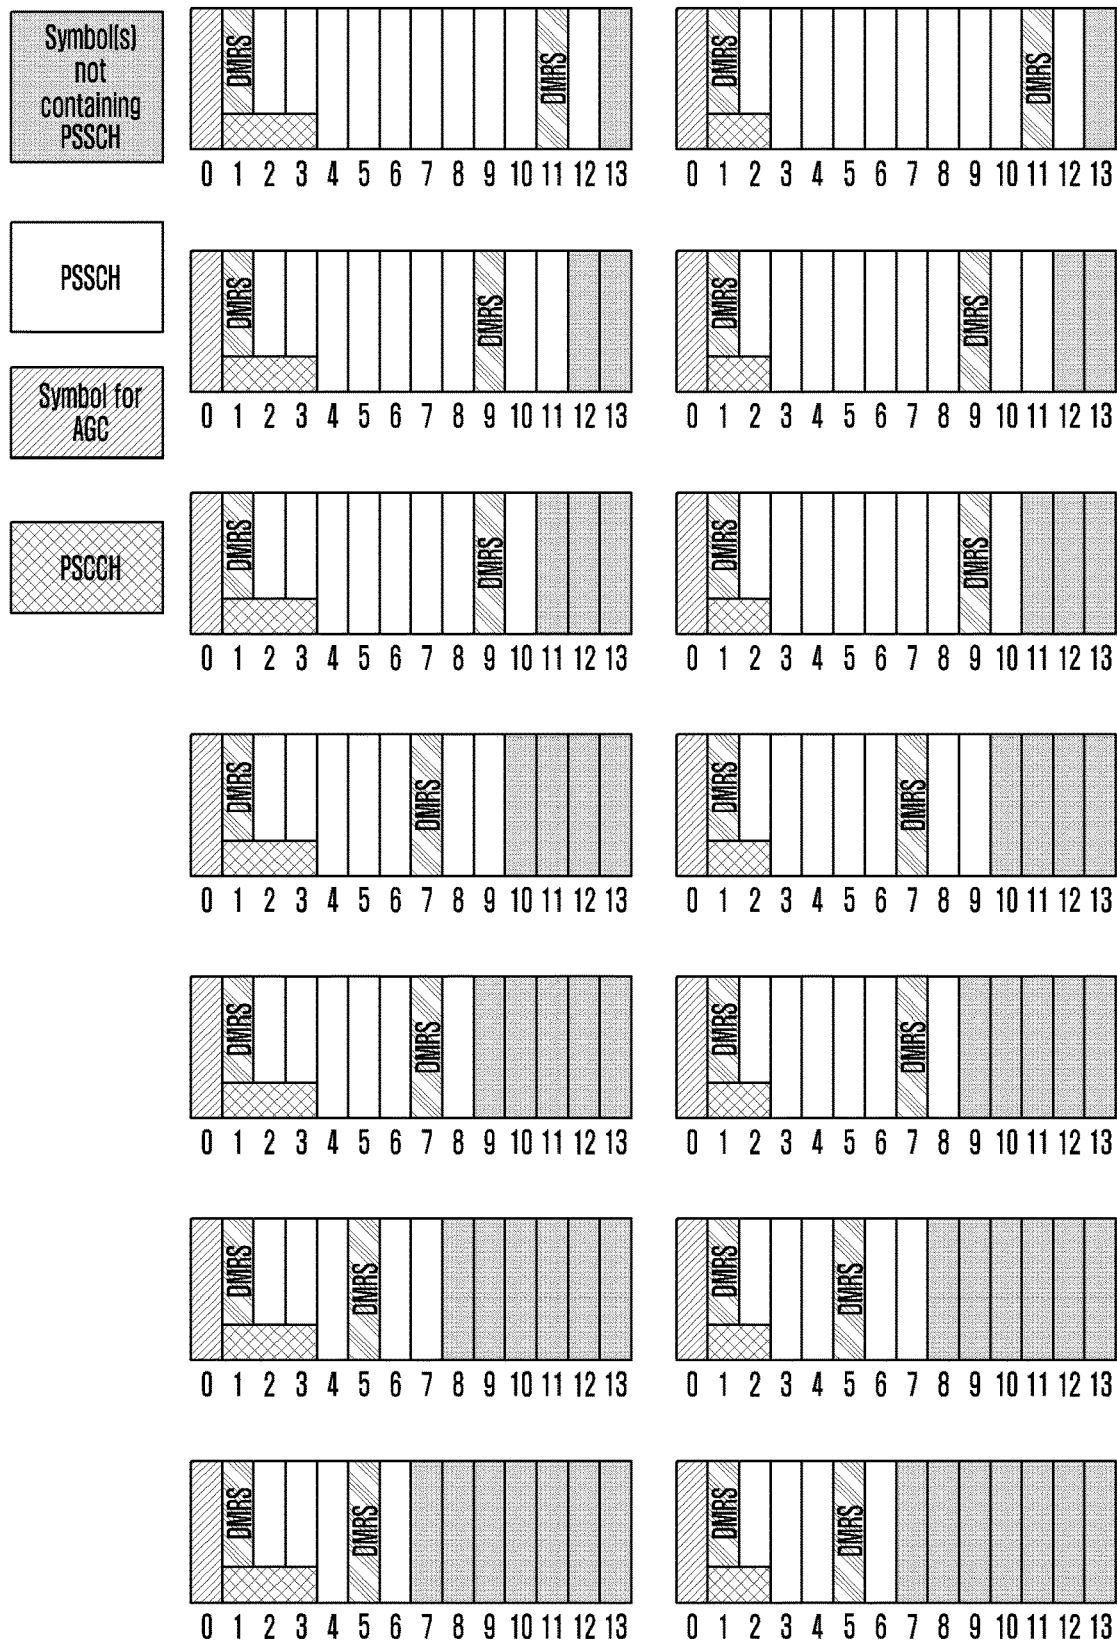 Symbol(s)
not
containing
PSSCH
PSSCH
Symbol for
AGC
PSCCH
DMRS DMRS DMRS DMRS
0 1 2 3 4 5 6 7 8 9 10 11 12 13 0 1 2 3 4 5 6 7 8 9 10 11 12 13
DMRS DMRS DMRS DMRS
0 1 2 3 4 5 6 7 8 9 10 11 12 13 0 1 2 3 4 5 6 7 8 9 10 11 12 13
DMRS DMRS DMRS DMRS
0 1 2 3 4 5 6 7 8 9 10 11 12 13 0 1 2 3 4 5 6 7 8 9 10 11 12 13
DMRS DMRS DMRS DMRS
0 1 2 3 4 5 6 7 8 9 10 11 12 13 0 1 2 3 4 5 6 7 8 9 10 11 12 13
DMRS DMRS DMRS DMRS
0 1 2 3 4 5 6 7 8 9 10 11 12 13 0 1 2 3 4 5 6 7 8 9 10 11 12 13
DMRS DMRS DMRS DMRS
0 1 2 3 4 5 6 7 8 9 10 11 12 13 0 1 2 3 4 5 6 7 8 9 10 11 12 13
DMRS DMRS DMRS DMRS
0 1 2 3 4 5 6 7 8 9 10 11 12 13 0 1 2 3 4 5 6 7 8 9 10 11 12 13